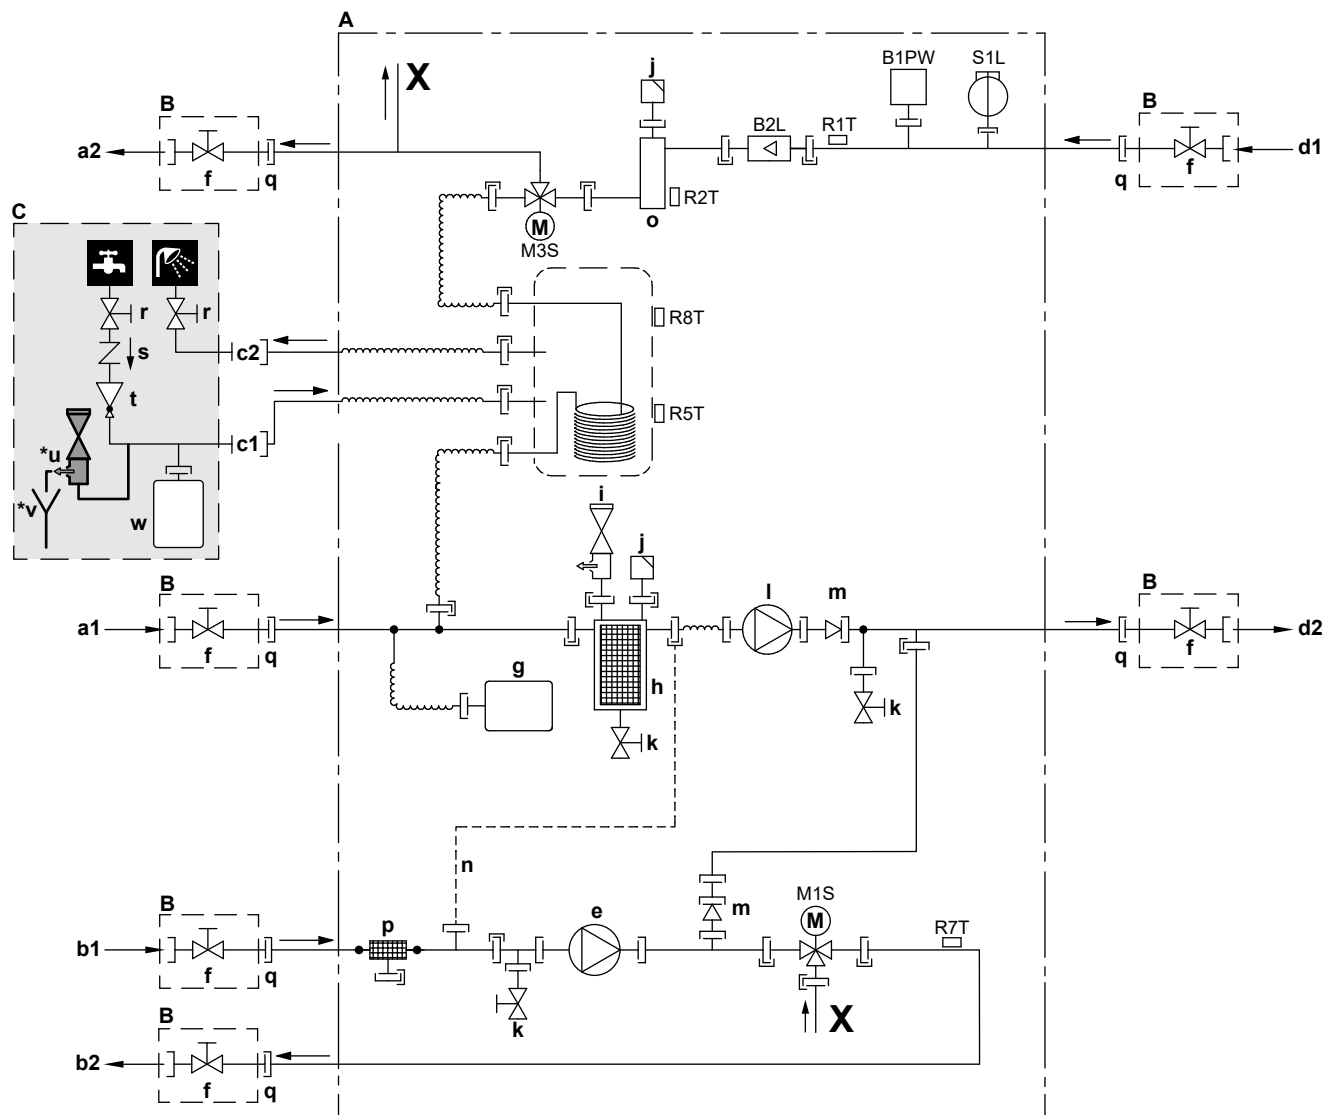 A
X
j
B1PW
S1L
B
B
a2
B2L
R1T
d1
f
q
q
f
R2T
C
o
M
M3S
r
r
R8T
s
c2
t
R5T
*u
c1
*v
w
i
j
B
l
m
B
a1
d2
f
q
q
f
g
h
k
k
n
M1S
B
p
e
m
M
R7T
b1
f
q
k
X
B
b2
f
q